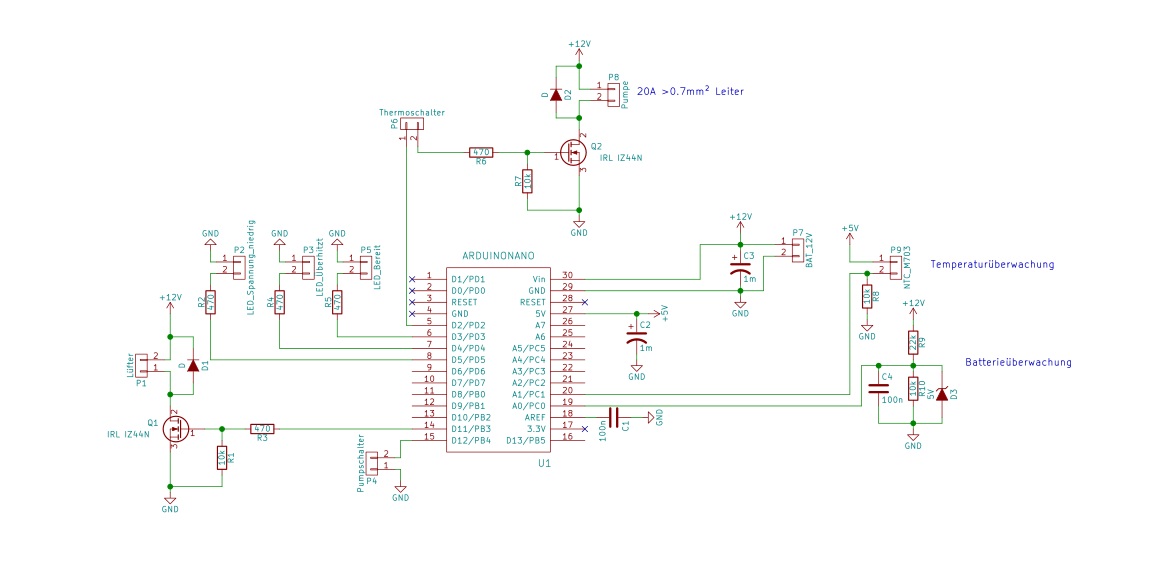 +12V
P8
1
2
Pumpe
D
D2
20A >0.7mm² Leiter
Thermoschalter
P6
1
2
470
R6
2
Q2
1
IRL IZ44N
3
R7
10k
GND
+12V
P7
1
2
BAT_12V
C3
1m
GND
+5V
P9
1
2
NTC_M703
Temperaturüberwachung
10k
R8
GND
GND
P2
1
2
LED_Spannung_niedrig
GND
P3
1
2
LED_Überhitzt
GND
P5
1
2
LED_Bereit
R2
470
R4
470
R5
470
ARDUINONANO
1 D1/PD1 Vin 30
2 D0/PD0 GND 29
3 RESET RESET 28
4 GND 5V 27
5 D2/PD2 A7 26
6 D3/PD3 A6 25
7 D4/PD4 A5/PC5 24
8 D5/PD5 A4/PC4 23
9 D6/PD6 A3/PC3 22
10 D7/PD7 A2/PC2 21
11 D8/PB0 A1/PC1 20
12 D9/PB1 A0/PC0 19
13 D10/PB2 AREF 18
14 D11/PB3 3.3V 17
15 D12/PB4 D13/PB5 16
U1
+5V
C2
1m
GND
100n
C1
GND
+12V
22k
R9
Batterieüberwachung
C4
100n
10k
R10
5V
D3
GND
+12V
Lüfter
2
1
P1
D
D1
Q1
2
IRL IZ44N
1
3
470
R3
10k
R1
GND
Pumpschalter
2
1
P4
GND